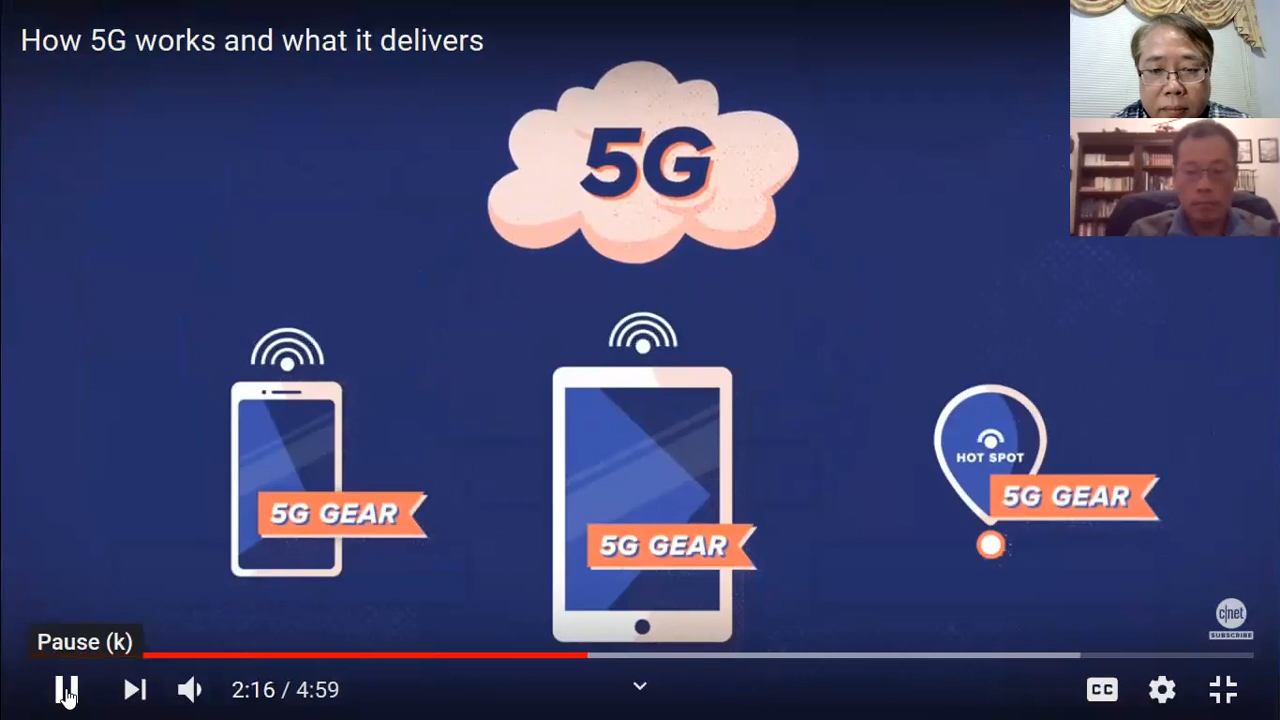 How 5G works and what it delivers
5G
HOT SPOT
5G GEAR
5G GEAR
5G GEAR
c|net
SUBSCRIBE
Pause (k)
2:16 / 4:59
CC